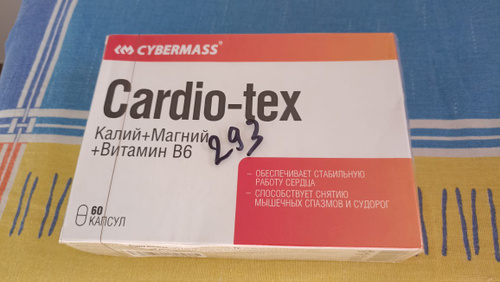 CYBERMASS®
Cardio-tex
Калий+Магний
+Витамин B6
293
- ОБЕСПЕЧИВАЕТ СТАБИЛЬНУЮ
РАБОТУ СЕРДЦА
- СПОСОБСТВУЕТ СНЯТИЮ
МЫШЕЧНЫХ СПАЗМОВ И СУДОРОГ
60
КАПСУЛ